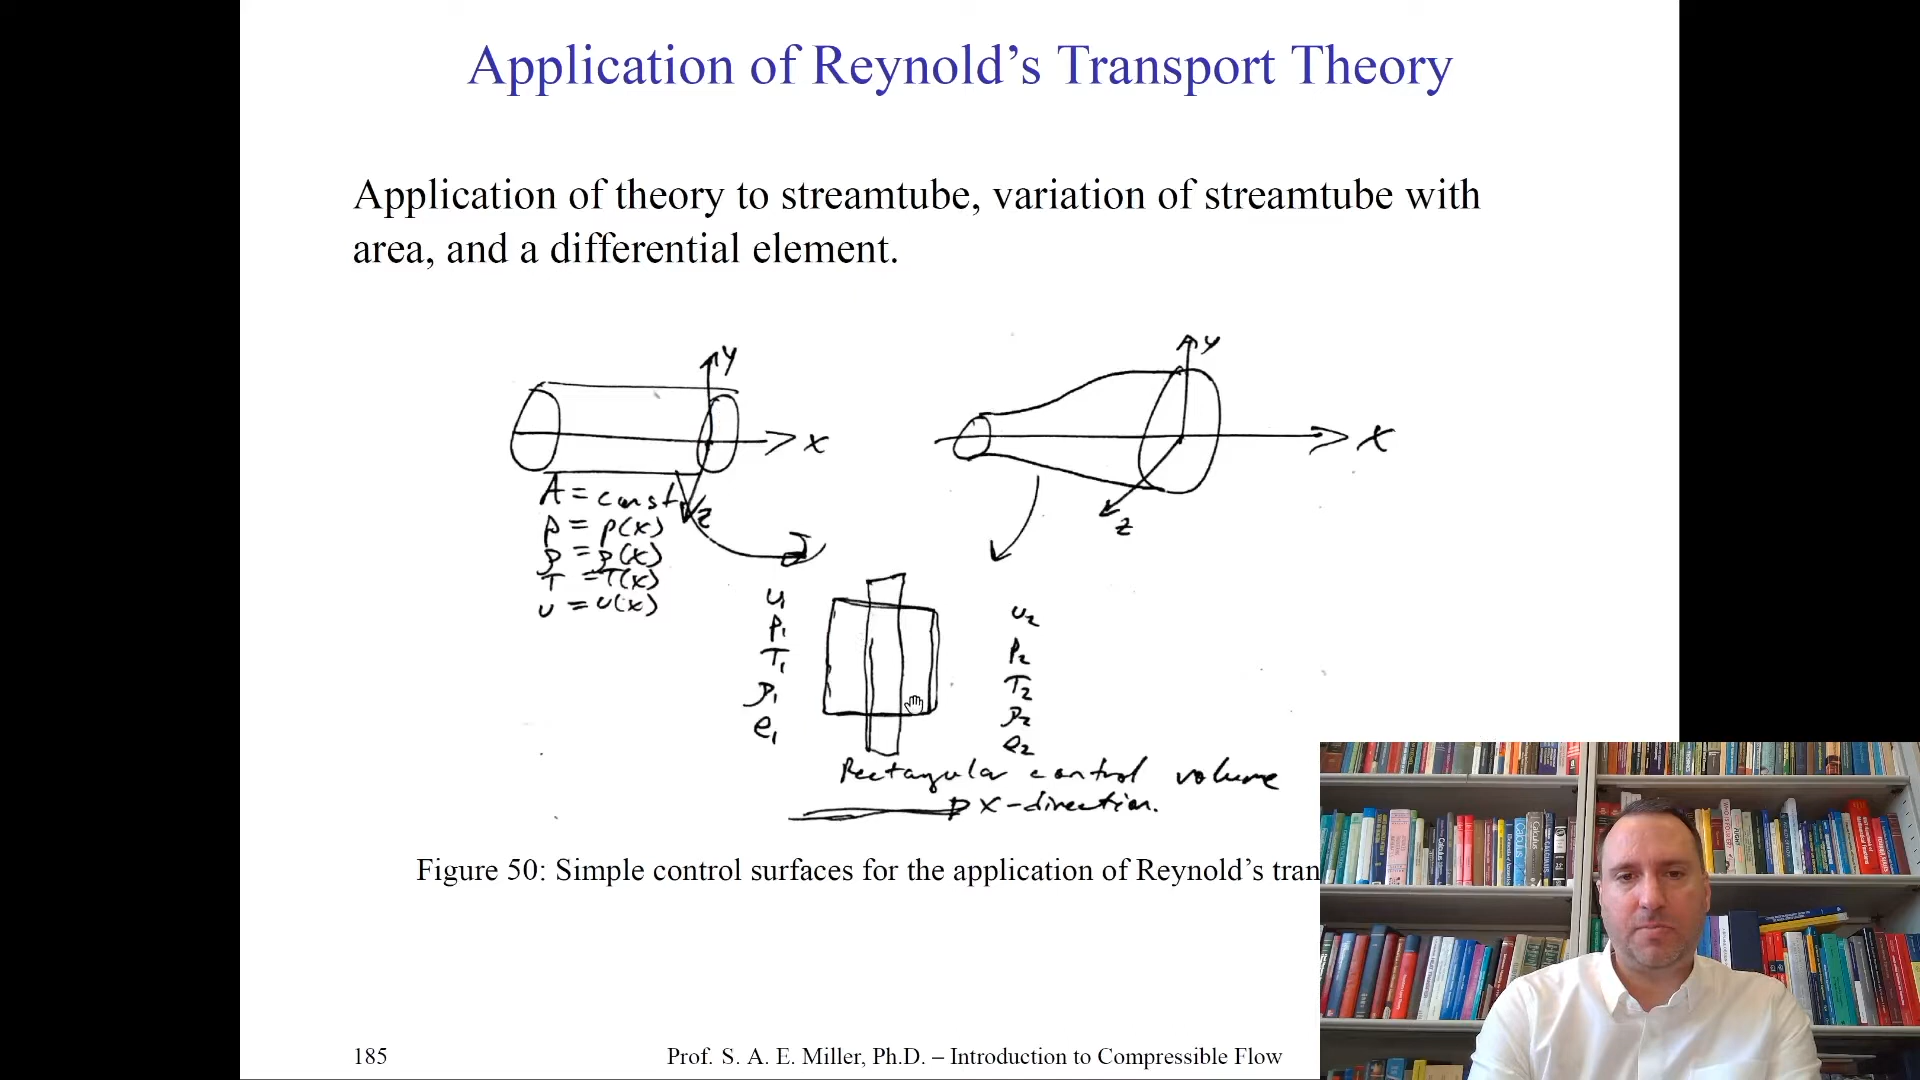 Application of Reynold’s Transport Theory
Application of theory to streamtube, variation of streamtube with
area, and a differential element.
y
x
z
A = const
p = p(x)
ρ = ρ(x)
T = T(x)
u = u(x)
y
x
z
u₁
p₁
T₁
ρ₁
e₁
u₂
p₂
T₂
ρ₂
e₂
Rectangular control volume
x-direction.
Figure 50: Simple control surfaces for the application of Reynold’s tran
185
Prof. S. A. E. Miller, Ph.D. – Introduction to Compressible Flow